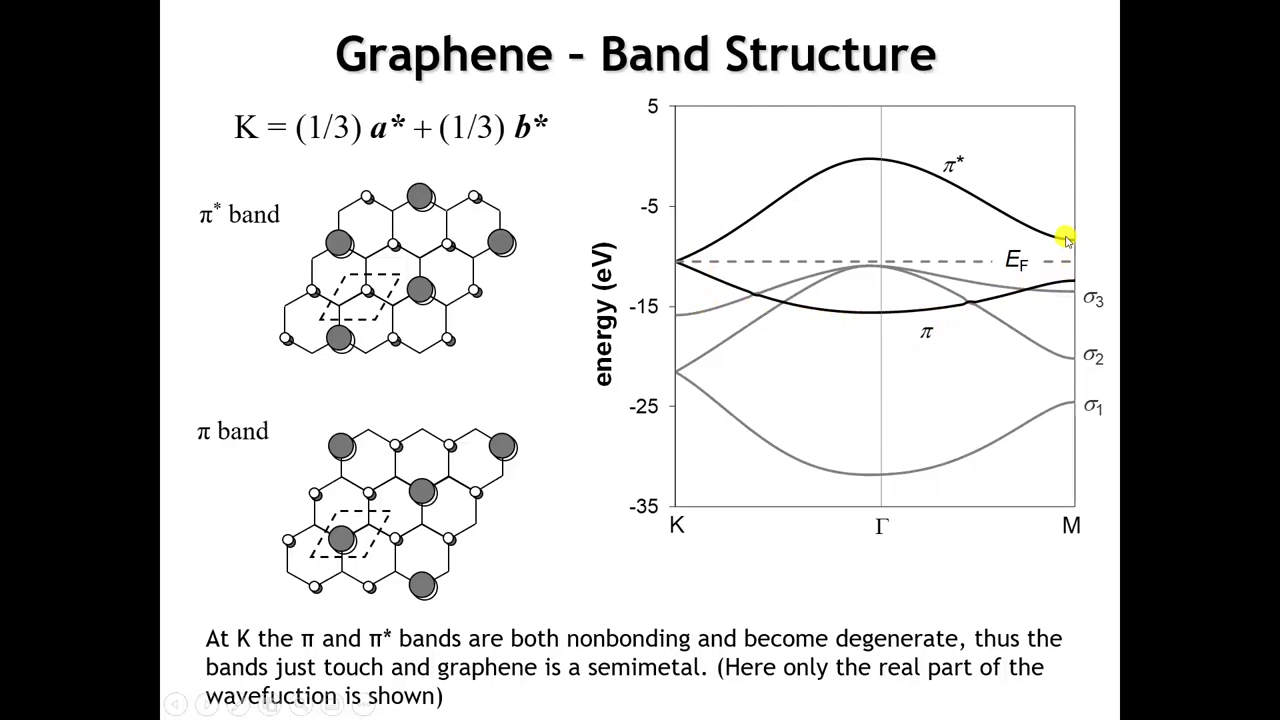 Graphene – Band Structure
K = (1/3) a* + (1/3) b*
π* band
π band
energy (eV)
5
-5
-15
-25
-35
π*
EF
π
σ3
σ2
σ1
K
Γ
M
At K the π and π* bands are both nonbonding and become degenerate, thus the
bands just touch and graphene is a semimetal. (Here only the real part of the
wavefuction is shown)